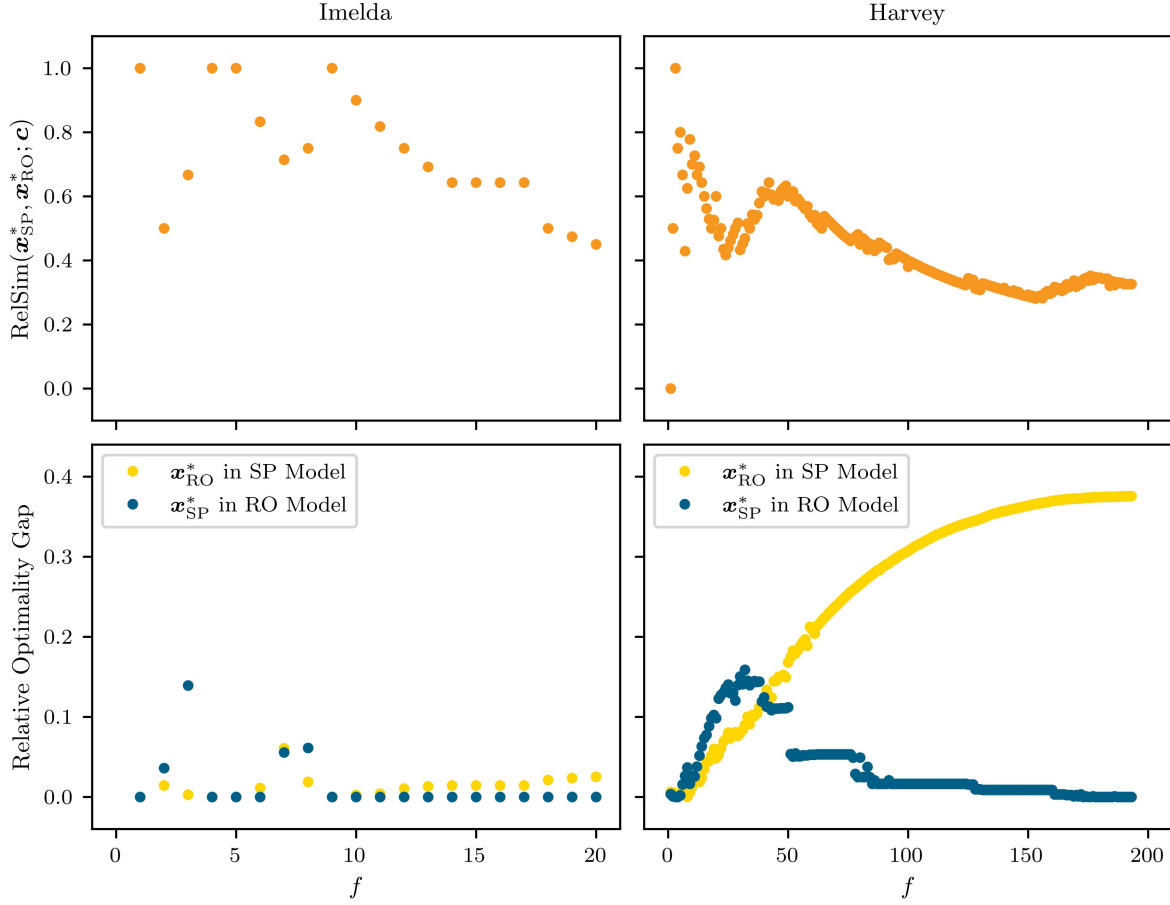 Imelda
Harvey
RelSim(x*SP, x*RO; c)
1.0
0.8
0.6
0.4
0.2
0.0
Relative Optimality Gap
0.4
0.3
0.2
0.1
0.0
x*RO in SP Model
x*SP in RO Model
x*RO in SP Model
x*SP in RO Model
0 5 10 15 20
0 50 100 150 200
f
f